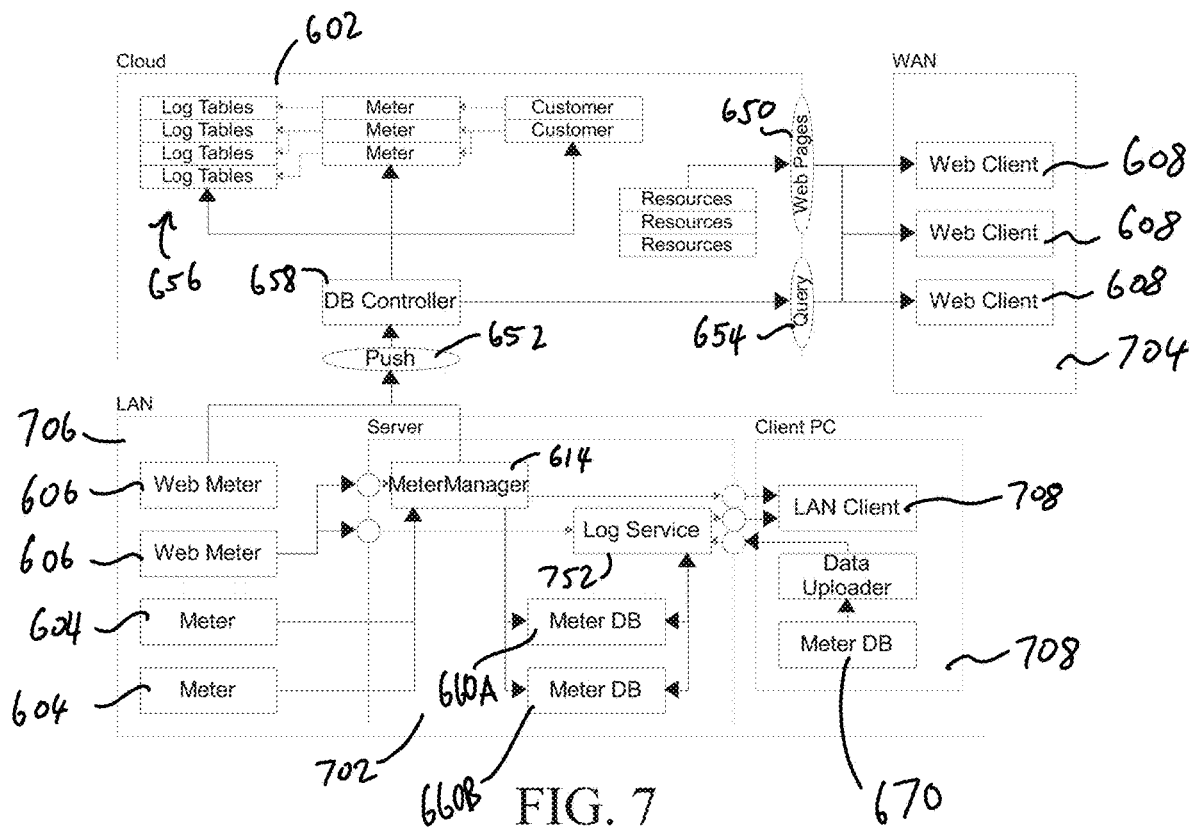 602
Cloud
WAN
Log Tables Meter Customer
Log Tables Meter Customer
Log Tables Meter
Log Tables
650
Web Pages
Web Client 608
Resources
Resources
Resources
Web Client 608
656
658
DB Controller
Query
654
Web Client 608
Push 652
704
LAN
706
Server
Client PC
614
Web Meter
606
MeterManager
LAN Client 708
Log Service
752
Web Meter
606
Data
Uploader
Meter
604
Meter DB
660A
Meter DB
708
Meter
604
Meter DB
702
660B
670
FIG. 7